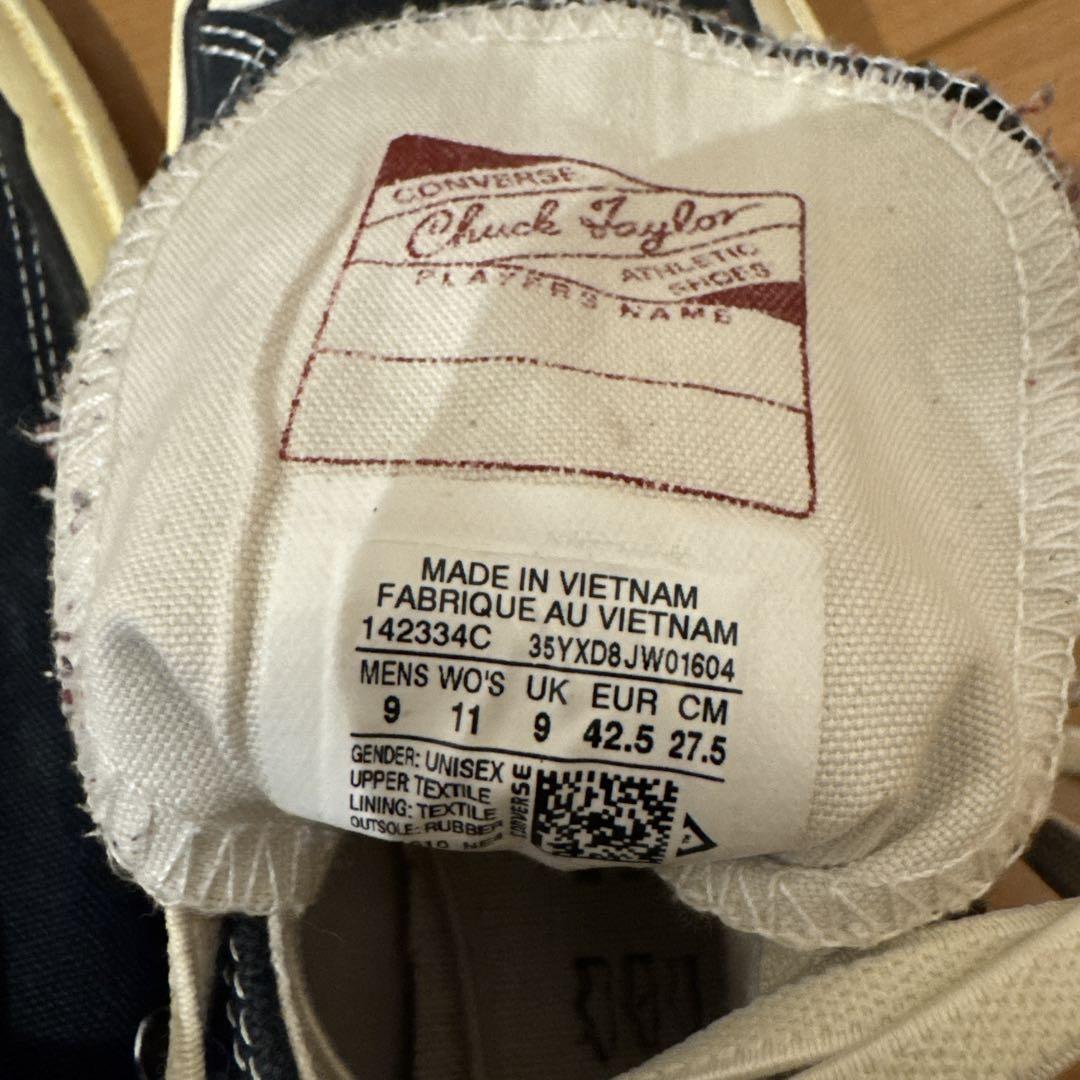 CONVERSE
Chuck Taylor
ATHLETIC
SHOES
PLAYERS NAME
MADE IN VIETNAM
FABRIQUE AU VIETNAM
142334C 35YXD8JW01604
MENS WO'S UK EUR CM
9 11 9 42.5 27.5
GENDER: UNISEX
UPPER TEXTILE
LINING: TEXTILE
OUTSOLE: RUBBER
CONVERSE